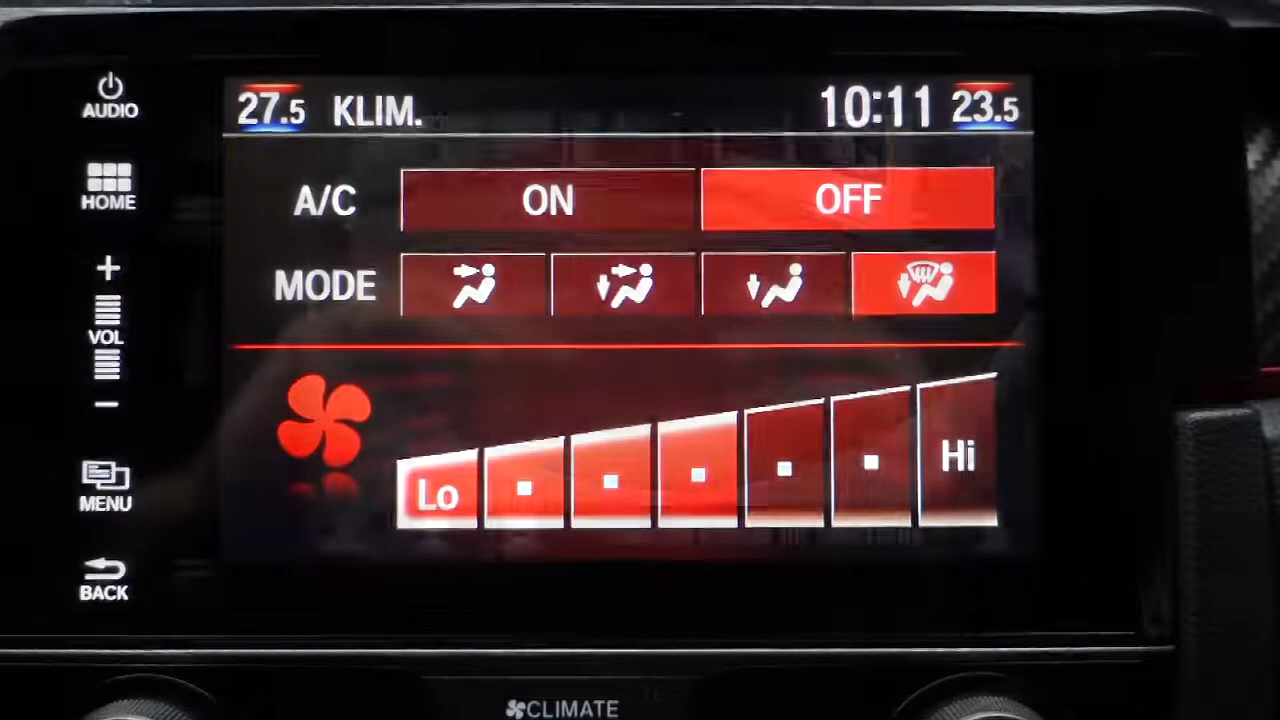 AUDIO
HOME
VOL
MENU
BACK
27.5 KLIM. 10:11 23.5
A/C ON OFF
MODE
Lo Hi
CLIMATE